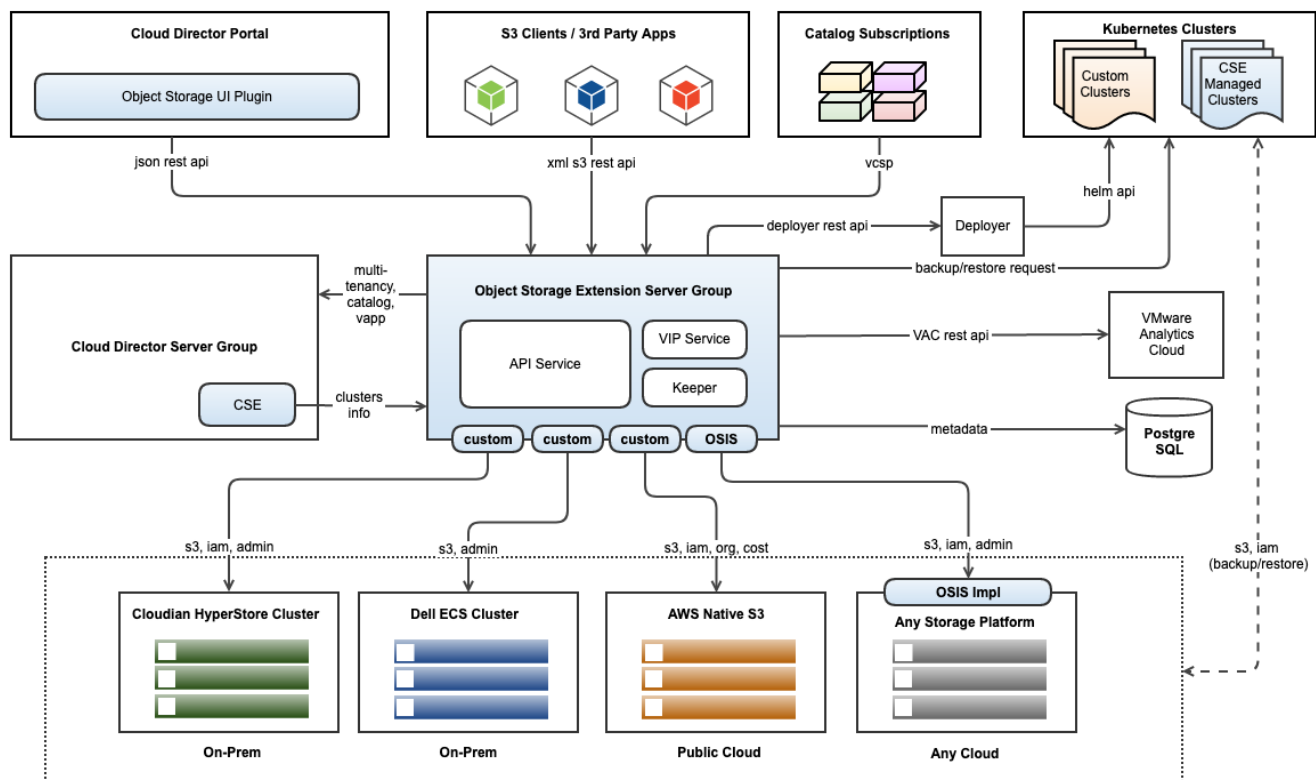 Cloud Director Portal
Object Storage UI Plugin
S3 Clients / 3rd Party Apps
Catalog Subscriptions
Kubernetes Clusters
Custom
Clusters
CSE
Managed
Clusters
json rest api
xml s3 rest api
vcsp
helm api
deployer rest api
Deployer
backup/restore request
multi-
tenancy,
catalog,
vapp
Cloud Director Server Group
CSE
clusters
info
Object Storage Extension Server Group
API Service
VIP Service
Keeper
custom
custom
custom
OSIS
VAC rest api
VMware
Analytics
Cloud
metadata
Postgre
SQL
s3, iam, admin
s3, admin
s3, iam, org, cost
s3, iam, admin
s3, iam
(backup/restore)
Cloudian HyperStore Cluster
On-Prem
Dell ECS Cluster
On-Prem
AWS Native S3
Public Cloud
OSIS Impl
Any Storage Platform
Any Cloud